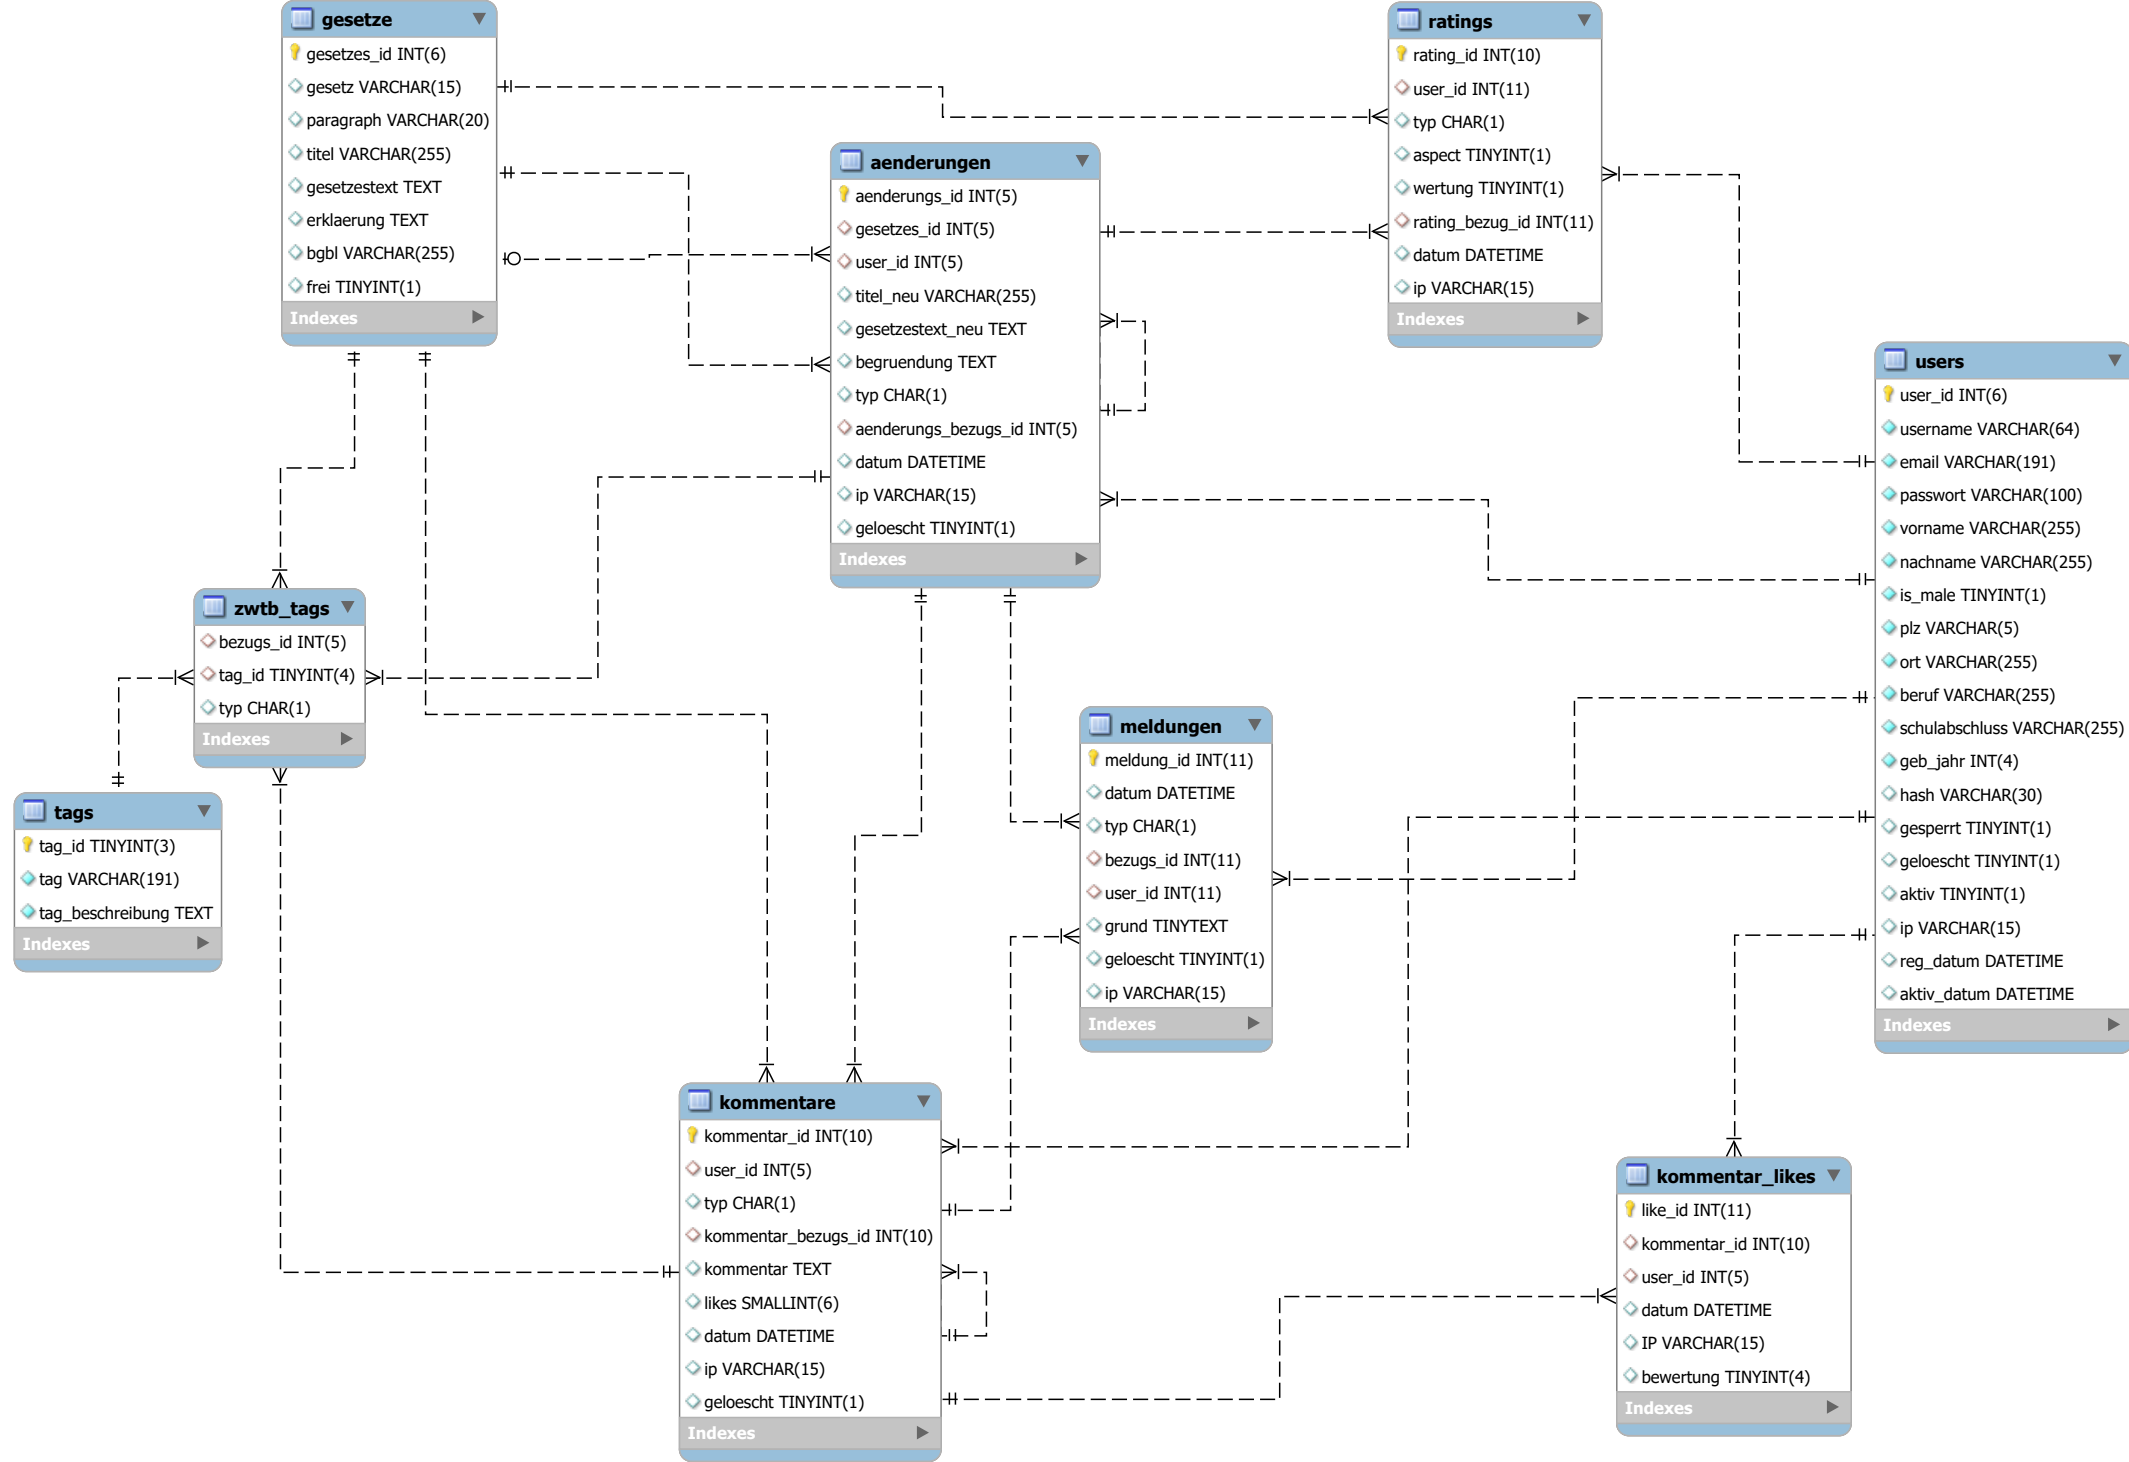 gesetze
gesetzes_id INT(6)
gesetz VARCHAR(15)
paragraph VARCHAR(20)
titel VARCHAR(255)
gesetzestext TEXT
erklaerung TEXT
bgbl VARCHAR(255)
frei TINYINT(1)
Indexes
ratings
rating_id INT(10)
user_id INT(11)
typ CHAR(1)
aspect TINYINT(1)
wertung TINYINT(1)
rating_bezug_id INT(11)
datum DATETIME
ip VARCHAR(15)
Indexes
aenderungen
aenderungs_id INT(5)
gesetzes_id INT(5)
user_id INT(5)
titel_neu VARCHAR(255)
gesetzestext_neu TEXT
begruendung TEXT
typ CHAR(1)
aenderungs_bezugs_id INT(5)
datum DATETIME
ip VARCHAR(15)
geloescht TINYINT(1)
Indexes
users
user_id INT(6)
username VARCHAR(64)
email VARCHAR(191)
passwort VARCHAR(100)
vorname VARCHAR(255)
nachname VARCHAR(255)
is_male TINYINT(1)
plz VARCHAR(5)
ort VARCHAR(255)
beruf VARCHAR(255)
schulabschluss VARCHAR(255)
geb_jahr INT(4)
hash VARCHAR(30)
gesperrt TINYINT(1)
geloescht TINYINT(1)
aktiv TINYINT(1)
ip VARCHAR(15)
reg_datum DATETIME
aktiv_datum DATETIME
Indexes
zwtb_tags
bezugs_id INT(5)
tag_id TINYINT(4)
typ CHAR(1)
Indexes
tags
tag_id TINYINT(3)
tag VARCHAR(191)
tag_beschreibung TEXT
Indexes
meldungen
meldung_id INT(11)
datum DATETIME
typ CHAR(1)
bezugs_id INT(11)
user_id INT(11)
grund TINYTEXT
geloescht TINYINT(1)
ip VARCHAR(15)
Indexes
kommentare
kommentar_id INT(10)
user_id INT(5)
typ CHAR(1)
kommentar_bezugs_id INT(10)
kommentar TEXT
likes SMALLINT(6)
datum DATETIME
ip VARCHAR(15)
geloescht TINYINT(1)
Indexes
kommentar_likes
like_id INT(11)
kommentar_id INT(10)
user_id INT(5)
datum DATETIME
IP VARCHAR(15)
bewertung TINYINT(4)
Indexes